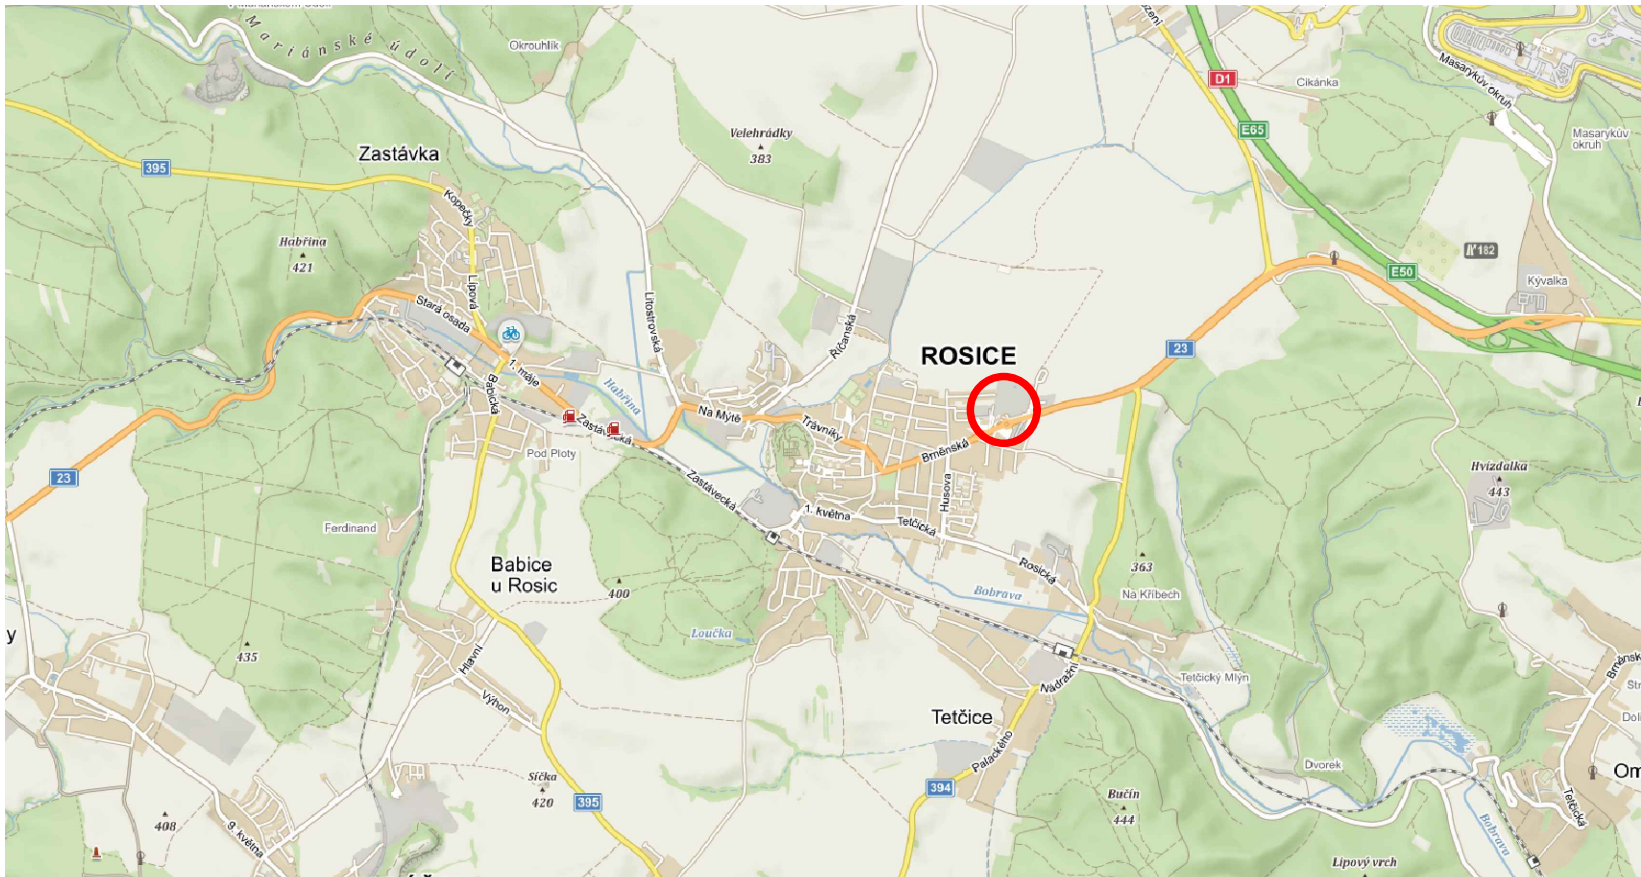 Mariánské údolí
Okrouhlík
D1
Cikánka
Masarykův okruh
E65
Masarykův
okruh
Velehrádky
383
Zastávka
395
Kopečky
Habřina
421
182
E50
Kývalka
Lípová
Stará osada
Litostrovská
Říčanská
ROSICE
23
1. máje
Babická
Habřina
Na Mýtě
Trávníky
Zastávecká
Brněnská
Pod Ploty
23
Hvizdalka
443
Zastávecká
Husova
1. května
Tetčická
Ferdinand
Babice
u Rosic
400
Rosická
363
Na Kříbech
Bobrava
Loučka
y
435
Hlavní
Výhon
Nádražní
Tetčický Mlýn
Tetčice
Palackého
Síčka
420
395
394
Dvorek
Bučín
444
Om
Tetčická
408
9. května
Bobrava
Lipový vrch